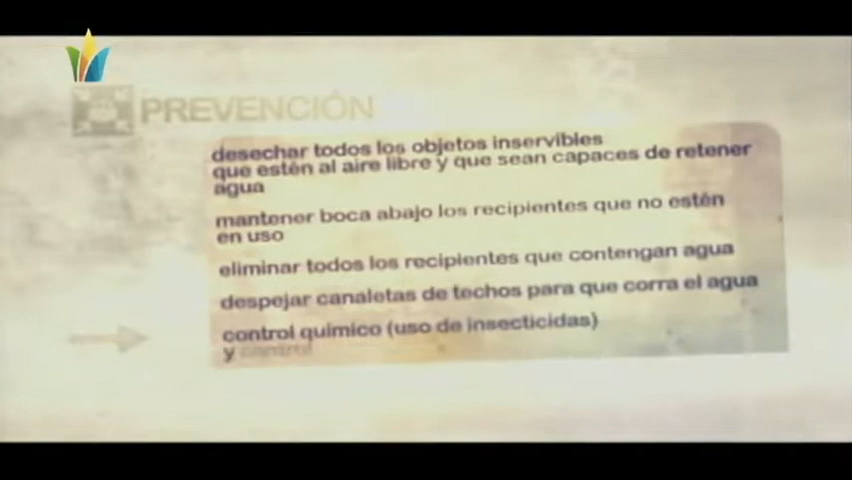 PREVENCIÓN
desechar todos los objetos inservibles
que estén al aire libre y que sean capaces de retener
agua
mantener boca abajo los recipientes que no estén
en uso
eliminar todos los recipientes que contengan agua
despejar canaletas de techos para que corra el agua
control químico (uso de insecticidas)
y control